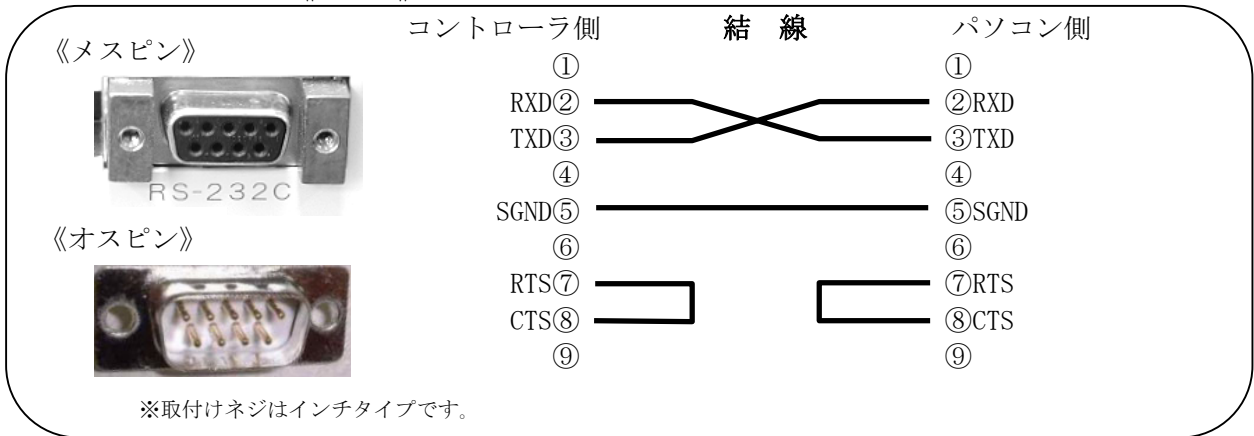 コントローラ側 結 線 パソコン側
《メスピン》
① ①
RXD② ②RXD
TXD③ ③TXD
④ ④
RS-232C
SGND⑤ ⑤SGND
《オスピン》
⑥ ⑥
RTS⑦ ⑦RTS
CTS⑧ ⑧CTS
⑨ ⑨
※取付けネジはインチタイプです。